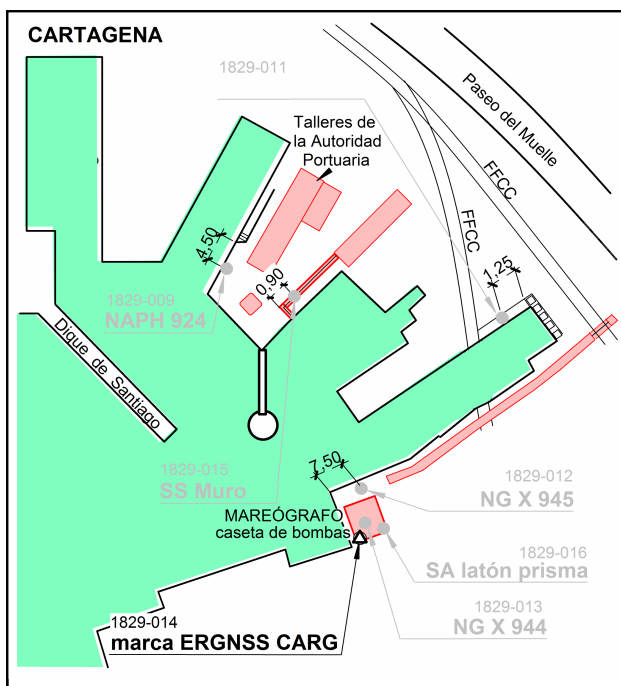 CARTAGENA
1829-011
Paseo del Muelle
Talleres de
la Autoridad
Portuaria
FFCC
FFCC
4,50
0,90
1,25
1829-009
NAPH 924
Dique de Santiago
1829-015
SS Muro
7,50
1829-012
NG X 945
MAREÓGRAFO
caseta de bombas
1829-016
SA latón prisma
1829-013
NG X 944
1829-014
marca ERGNSS CARG